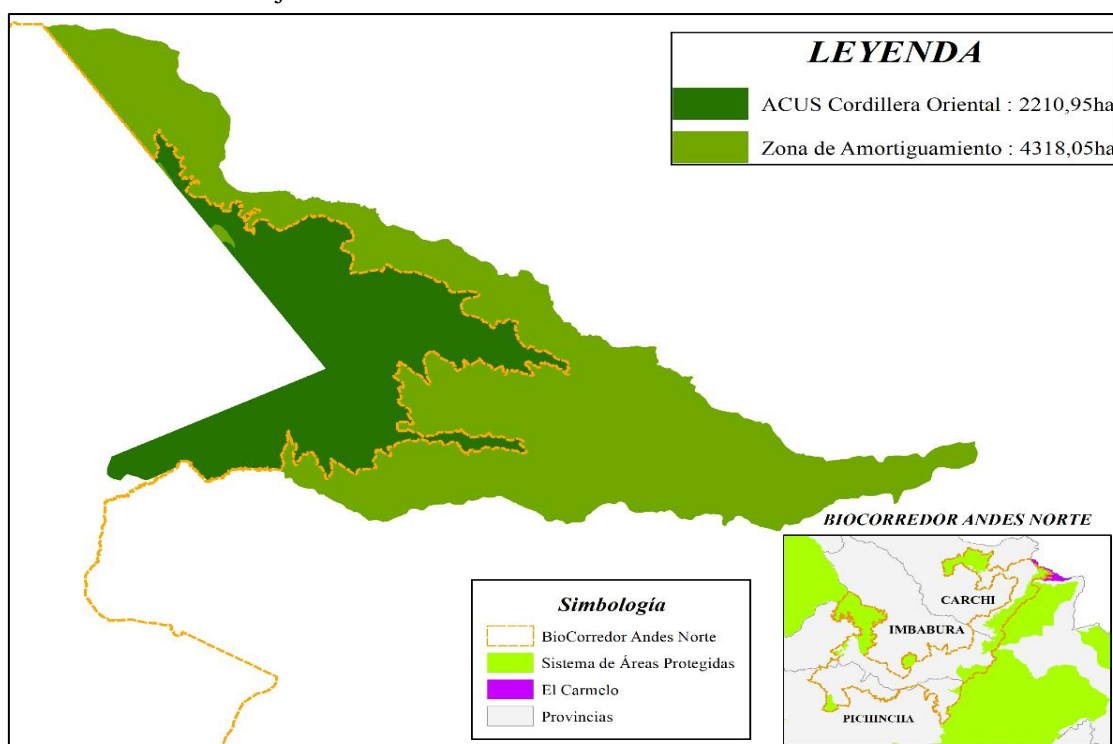 LEYENDA
ACUS Cordillera Oriental : 2210,95ha
Zona de Amortiguamiento : 4318,05ha
BIOCORREDOR ANDES NORTE
CARCHI
IMBABURA
PICHINCHA
Simbología
BioCorredor Andes Norte
Sistema de Áreas Protegidas
El Carmelo
Provincias